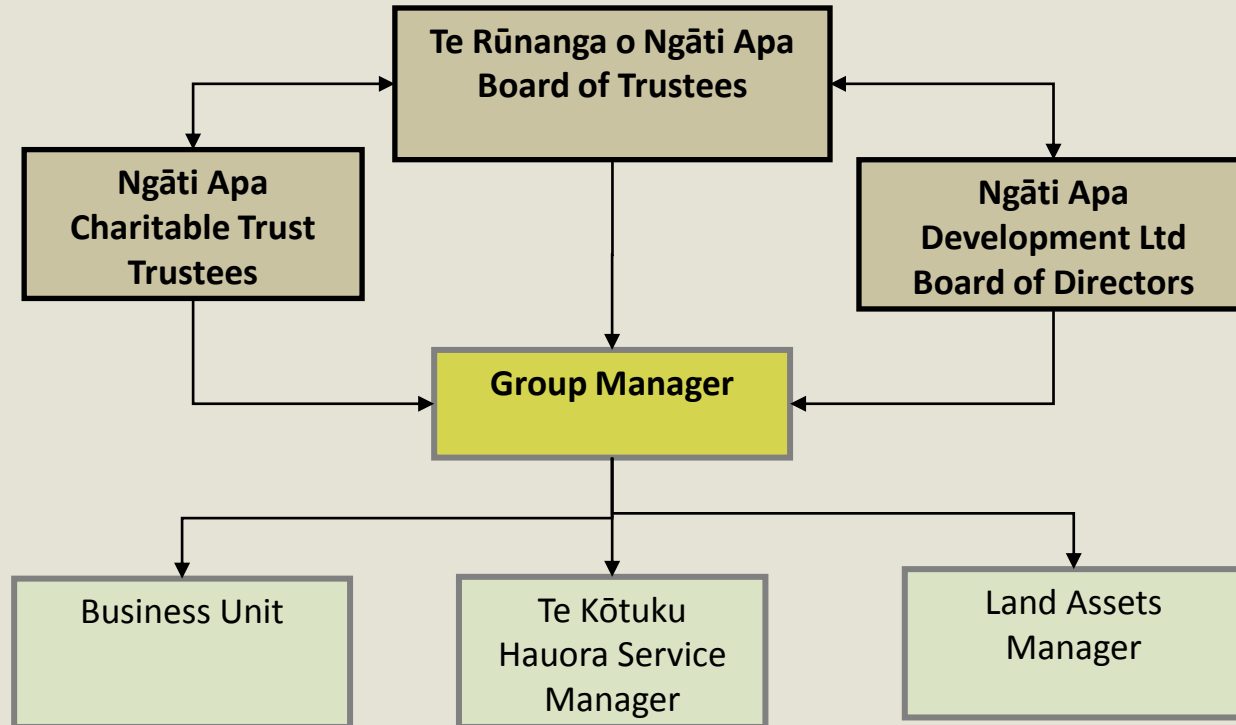 Te Rūnanga o Ngāti Apa
Board of Trustees
Ngāti Apa
Charitable Trust
Trustees
Ngāti Apa
Development Ltd
Board of Directors
Group Manager
Business Unit
Te Kōtuku
Hauora Service
Manager
Land Assets
Manager